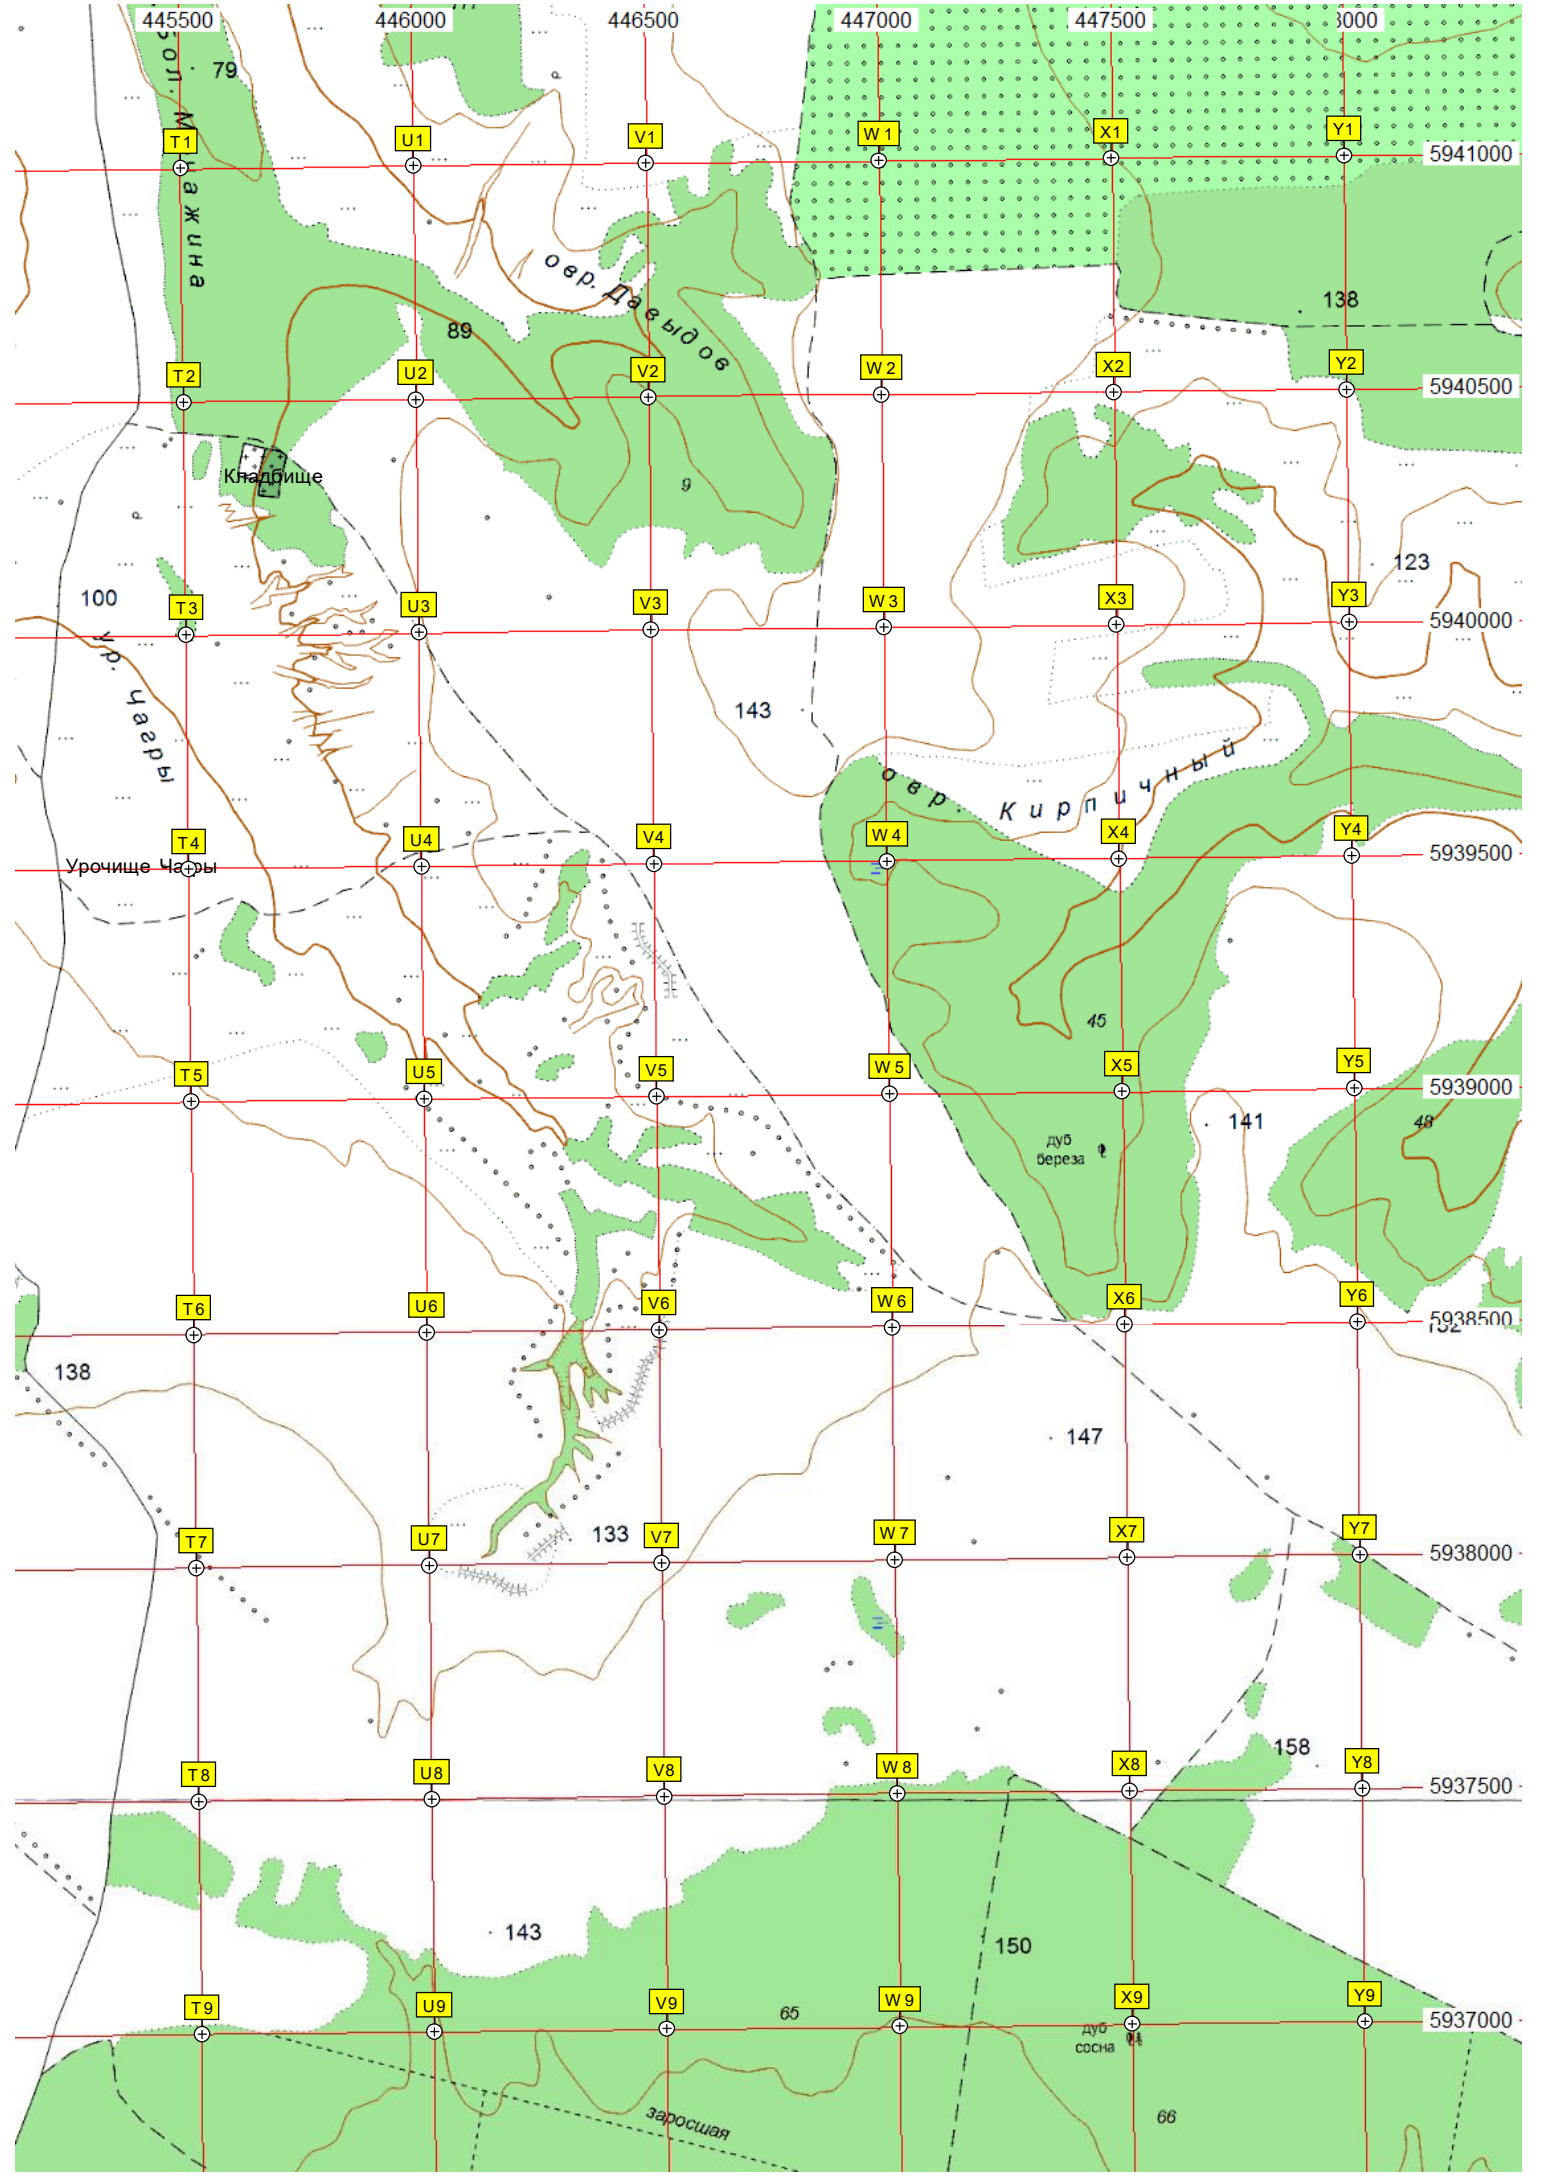 445500 446000 446500 447000 447500
79
Бол. Мажина
T1 U1 V1 W1 X1 Y1 5941000
овр. Давыдов
138
89
T2 U2 V2 W2 X2 Y2 5940500
Кладбище
9
123
100
T3 U3 V3 W3 X3 Y3 5940000
ур. Чагры
143
овр. Кирпичный
T4 U4 V4 W4 X4 Y4 5939500
Урочище Чагры
45
T5 U5 V5 W5 X5 Y5 5939000
141
48
дуб
береза
T6 U6 V6 W6 X6 Y6 5938500
138
147
133
T7 U7 V7 W7 X7 Y7 5938000
158
T8 U8 V8 W8 X8 Y8 5937500
143
150
T9 U9 V9 W9 X9 Y9 5937000
65
дуб
сосна
заросшая
66